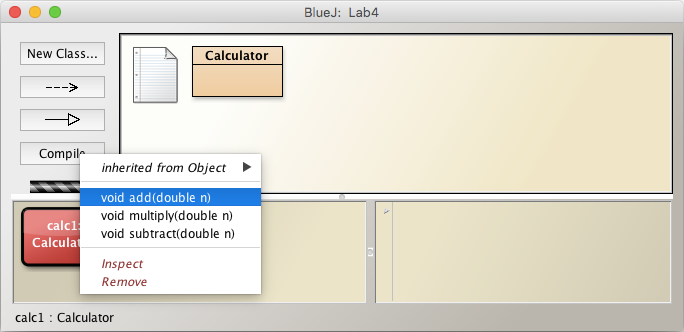 BlueJ: Lab4
New Class...
Calculator
Compile
inherited from Object
void add(double n)
void multiply(double n)
void subtract(double n)
Inspect
Remove
calc1:
Calculat
calc1 : Calculator